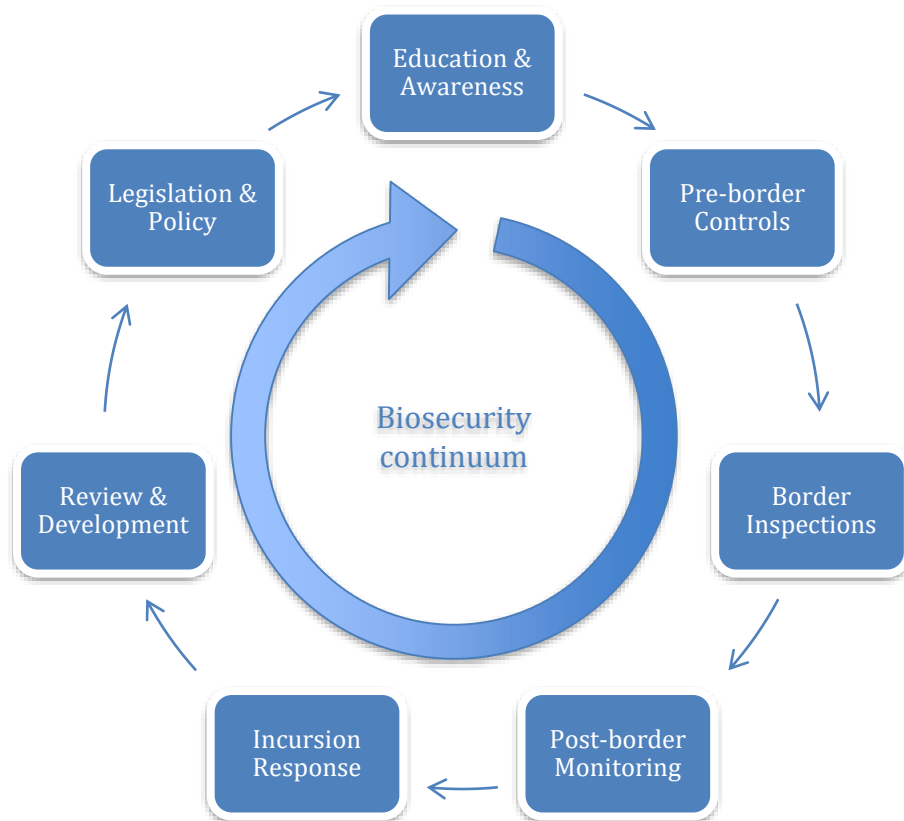 Education &
Awareness
Pre-border
Controls
Border
Inspections
Post-border
Monitoring
Incursion
Response
Review &
Development
Legislation &
Policy
Biosecurity
continuum